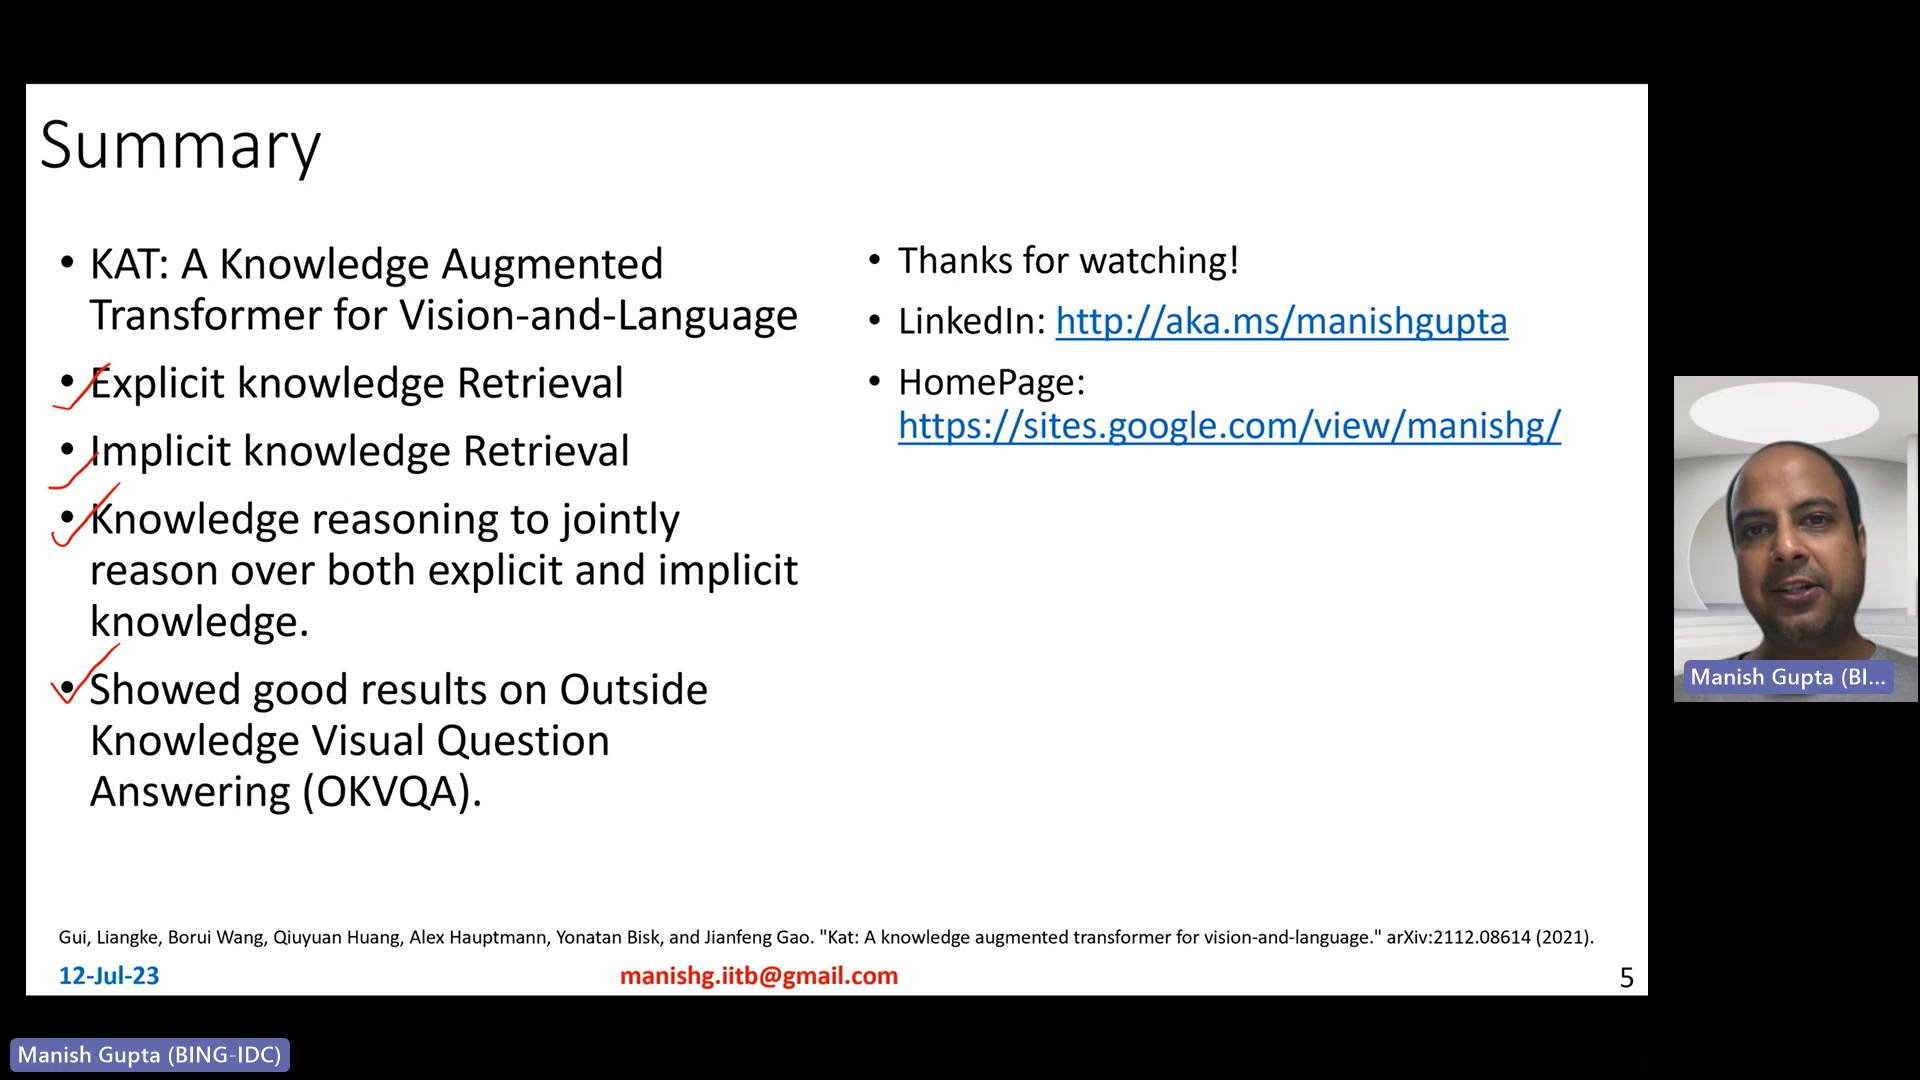 Summary
• KAT: A Knowledge Augmented
Transformer for Vision-and-Language
• Explicit knowledge Retrieval
• Implicit knowledge Retrieval
• Knowledge reasoning to jointly
reason over both explicit and implicit
knowledge.
• Showed good results on Outside
Knowledge Visual Question
Answering (OKVQA).
• Thanks for watching!
• LinkedIn: http://aka.ms/manishgupta
• HomePage:
https://sites.google.com/view/manishg/
Gui, Liangke, Borui Wang, Qiuyuan Huang, Alex Hauptmann, Yonatan Bisk, and Jianfeng Gao. "Kat: A knowledge augmented transformer for vision-and-language." arXiv:2112.08614 (2021).
12-Jul-23
manishg.iitb@gmail.com
5
Manish Gupta (BI...
Manish Gupta (BING-IDC)